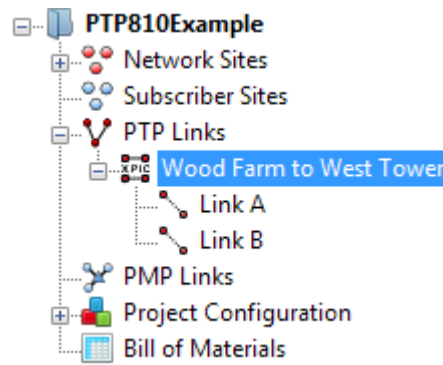 PTP810Example
Network Sites
Subscriber Sites
PTP Links
XPIC Wood Farm to West Tower
Link A
Link B
PMP Links
Project Configuration
Bill of Materials